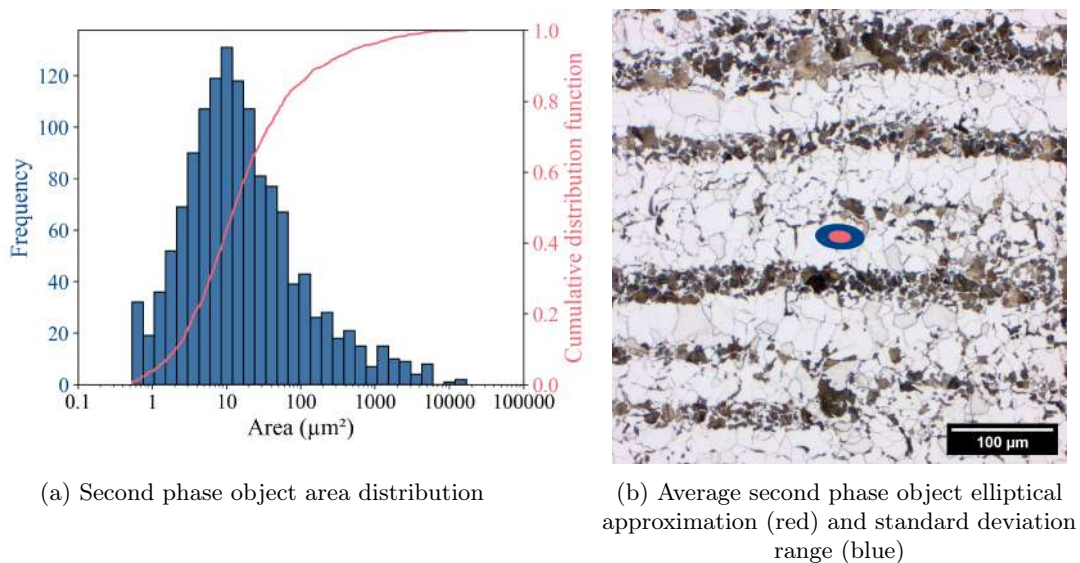 1.0
120
0.8
100
0.6
80
60
0.4
40
0.2
20
0
0.0
0.1
1
10
100
1000
10000
100000
Frequency
Cumulative distribution function
Area (µm²)
100 µm
(a) Second phase object area distribution
(b) Average second phase object elliptical
approximation (red) and standard deviation
range (blue)